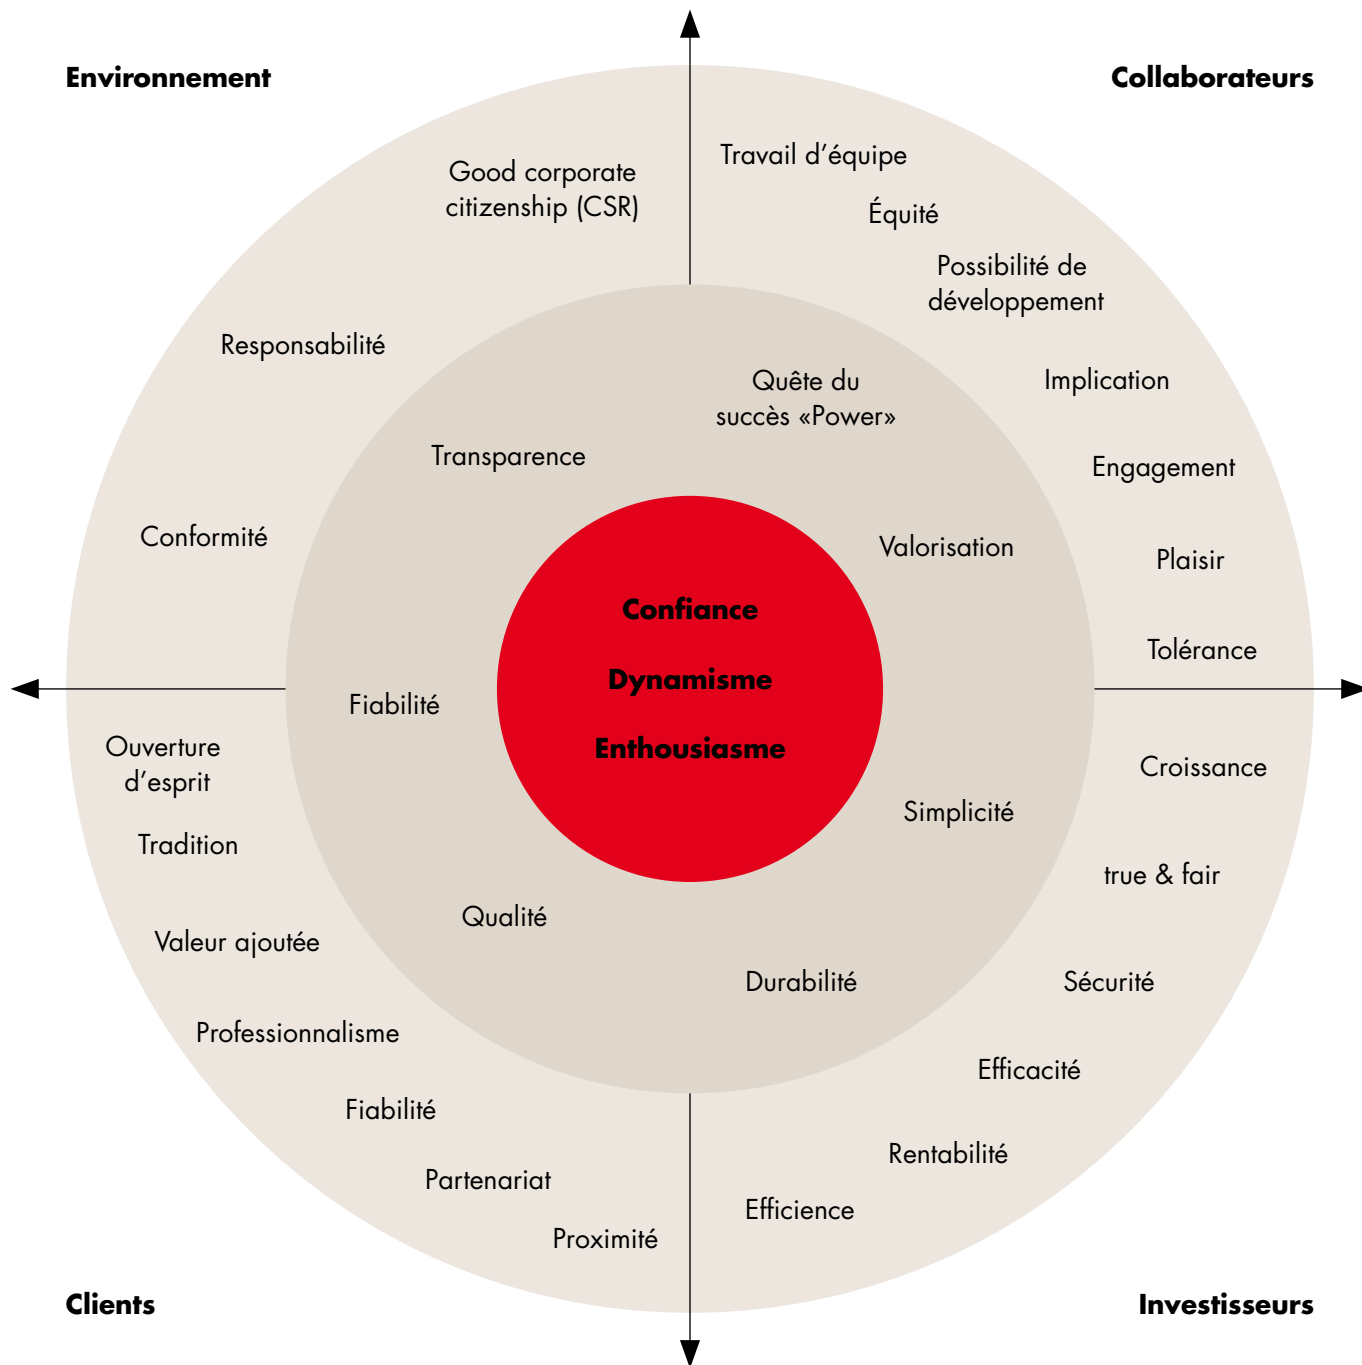 Environnement
Collaborateurs
Good corporate
citizenship (CSR)
Responsabilité
Conformité
Travail d’équipe
Équité
Possibilité de
développement
Implication
Engagement
Plaisir
Tolérance
Transparence
Quête du
succès «Power»
Valorisation
Fiabilité
Simplicité
Qualité
Durabilité
Confiance
Dynamisme
Enthousiasme
Ouverture
d’esprit
Tradition
Valeur ajoutée
Professionnalisme
Fiabilité
Partenariat
Proximité
Croissance
true & fair
Sécurité
Efficacité
Rentabilité
Efficience
Clients
Investisseurs